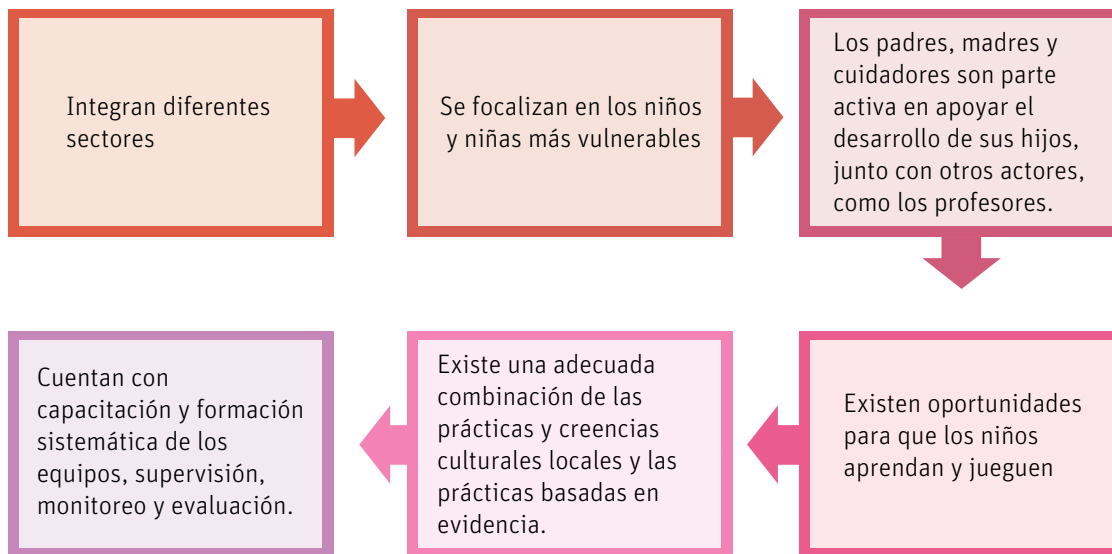 Integran diferentes
sectores
Se focalizan en los niños
y niñas más vulnerables
Los padres, madres y
cuidadores son parte
activa en apoyar el
desarrollo de sus hijos,
junto con otros actores,
como los profesores.
Existen oportunidades
para que los niños
aprendan y jueguen
Existe una adecuada
combinación de las
prácticas y creencias
culturales locales y las
prácticas basadas en
evidencia.
Cuentan con
capacitación y formación
sistemática de los
equipos, supervisión,
monitoreo y evaluación.